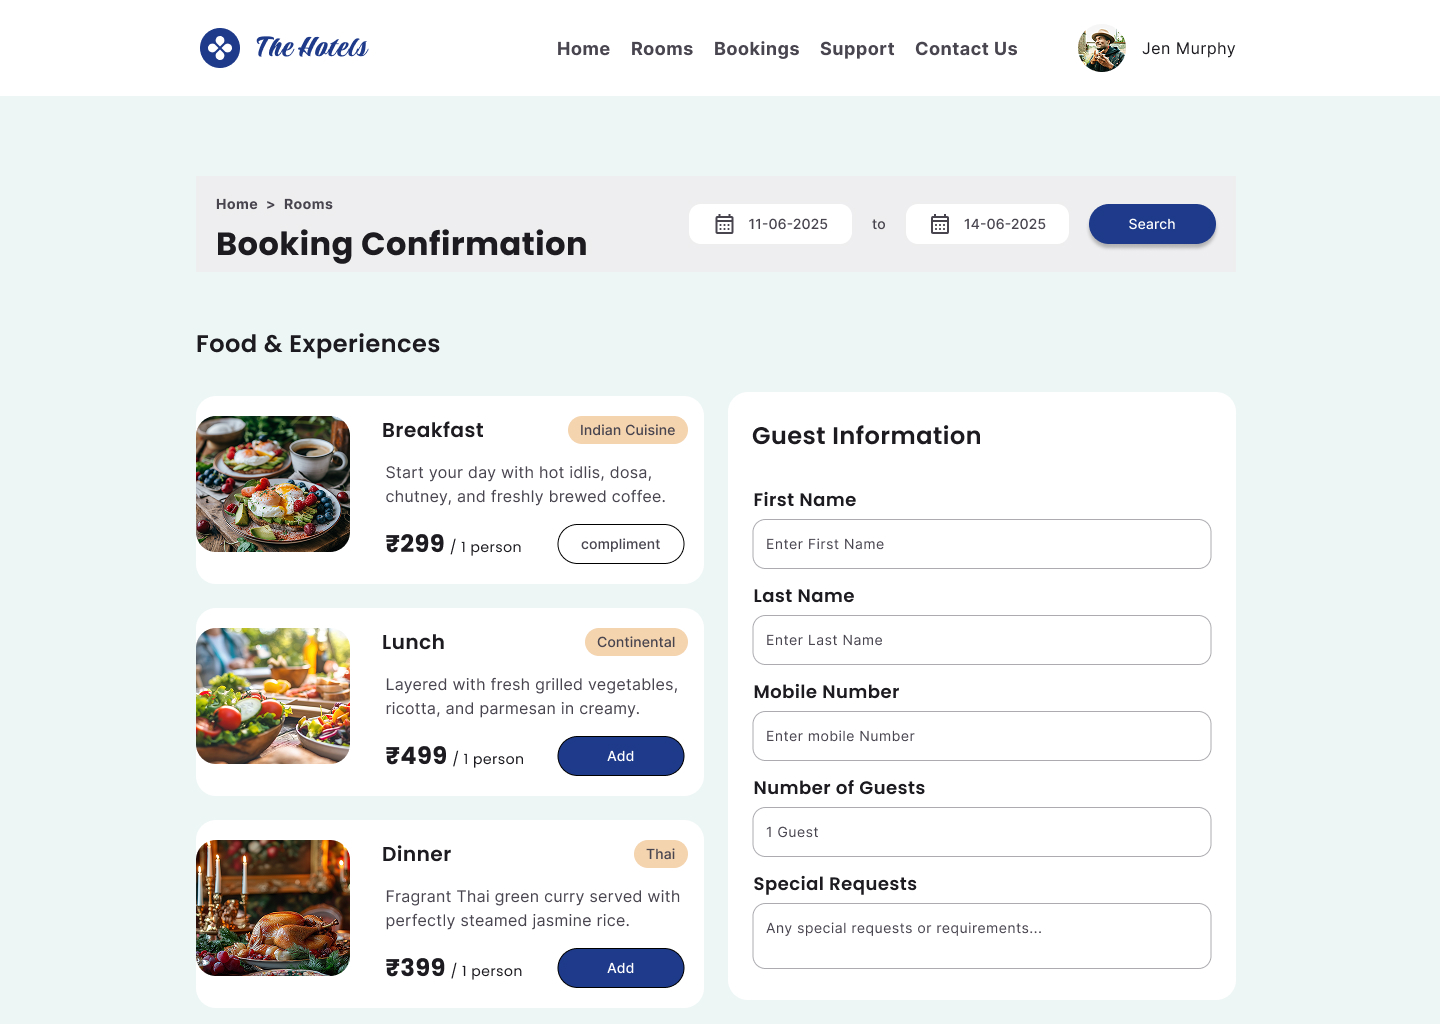 The Hotels
Home Rooms Bookings Support Contact Us
Jen Murphy
Home > Rooms
Booking Confirmation
11-06-2025 to 14-06-2025 Search
Food & Experiences
Breakfast
Indian Cuisine
Start your day with hot idlis, dosa,
chutney, and freshly brewed coffee.
₹299 / 1 person
compliment
Lunch
Continental
Layered with fresh grilled vegetables,
ricotta, and parmesan in creamy.
₹499 / 1 person
Add
Dinner
Thai
Fragrant Thai green curry served with
perfectly steamed jasmine rice.
₹399 / 1 person
Add
Guest Information
First Name
Enter First Name
Last Name
Enter Last Name
Mobile Number
Enter mobile Number
Number of Guests
1 Guest
Special Requests
Any special requests or requirements...